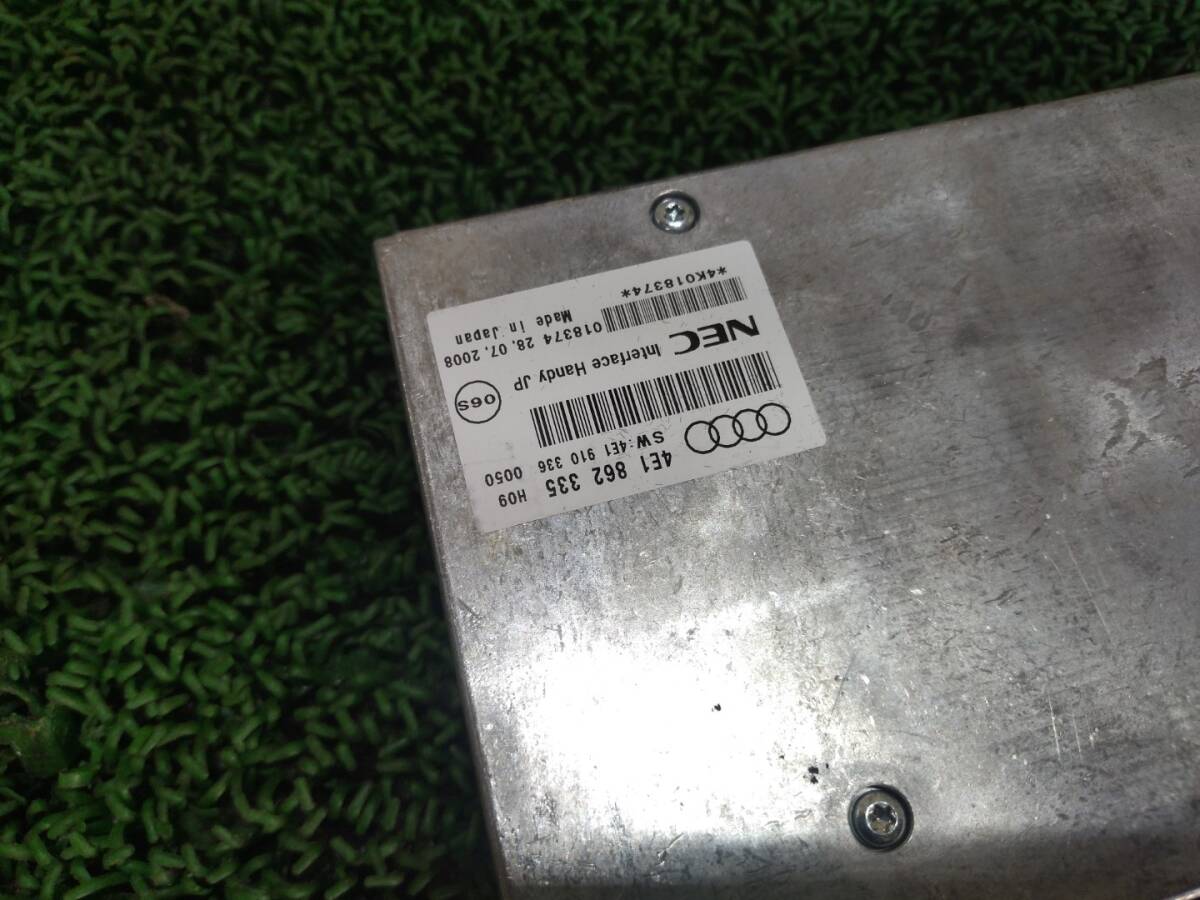 4E1 862 335 H09
SW:4E1 910 336 0050
NEC Interface Handy JP
06S
018374 28.07.2008
*4K018374* Made in Japan